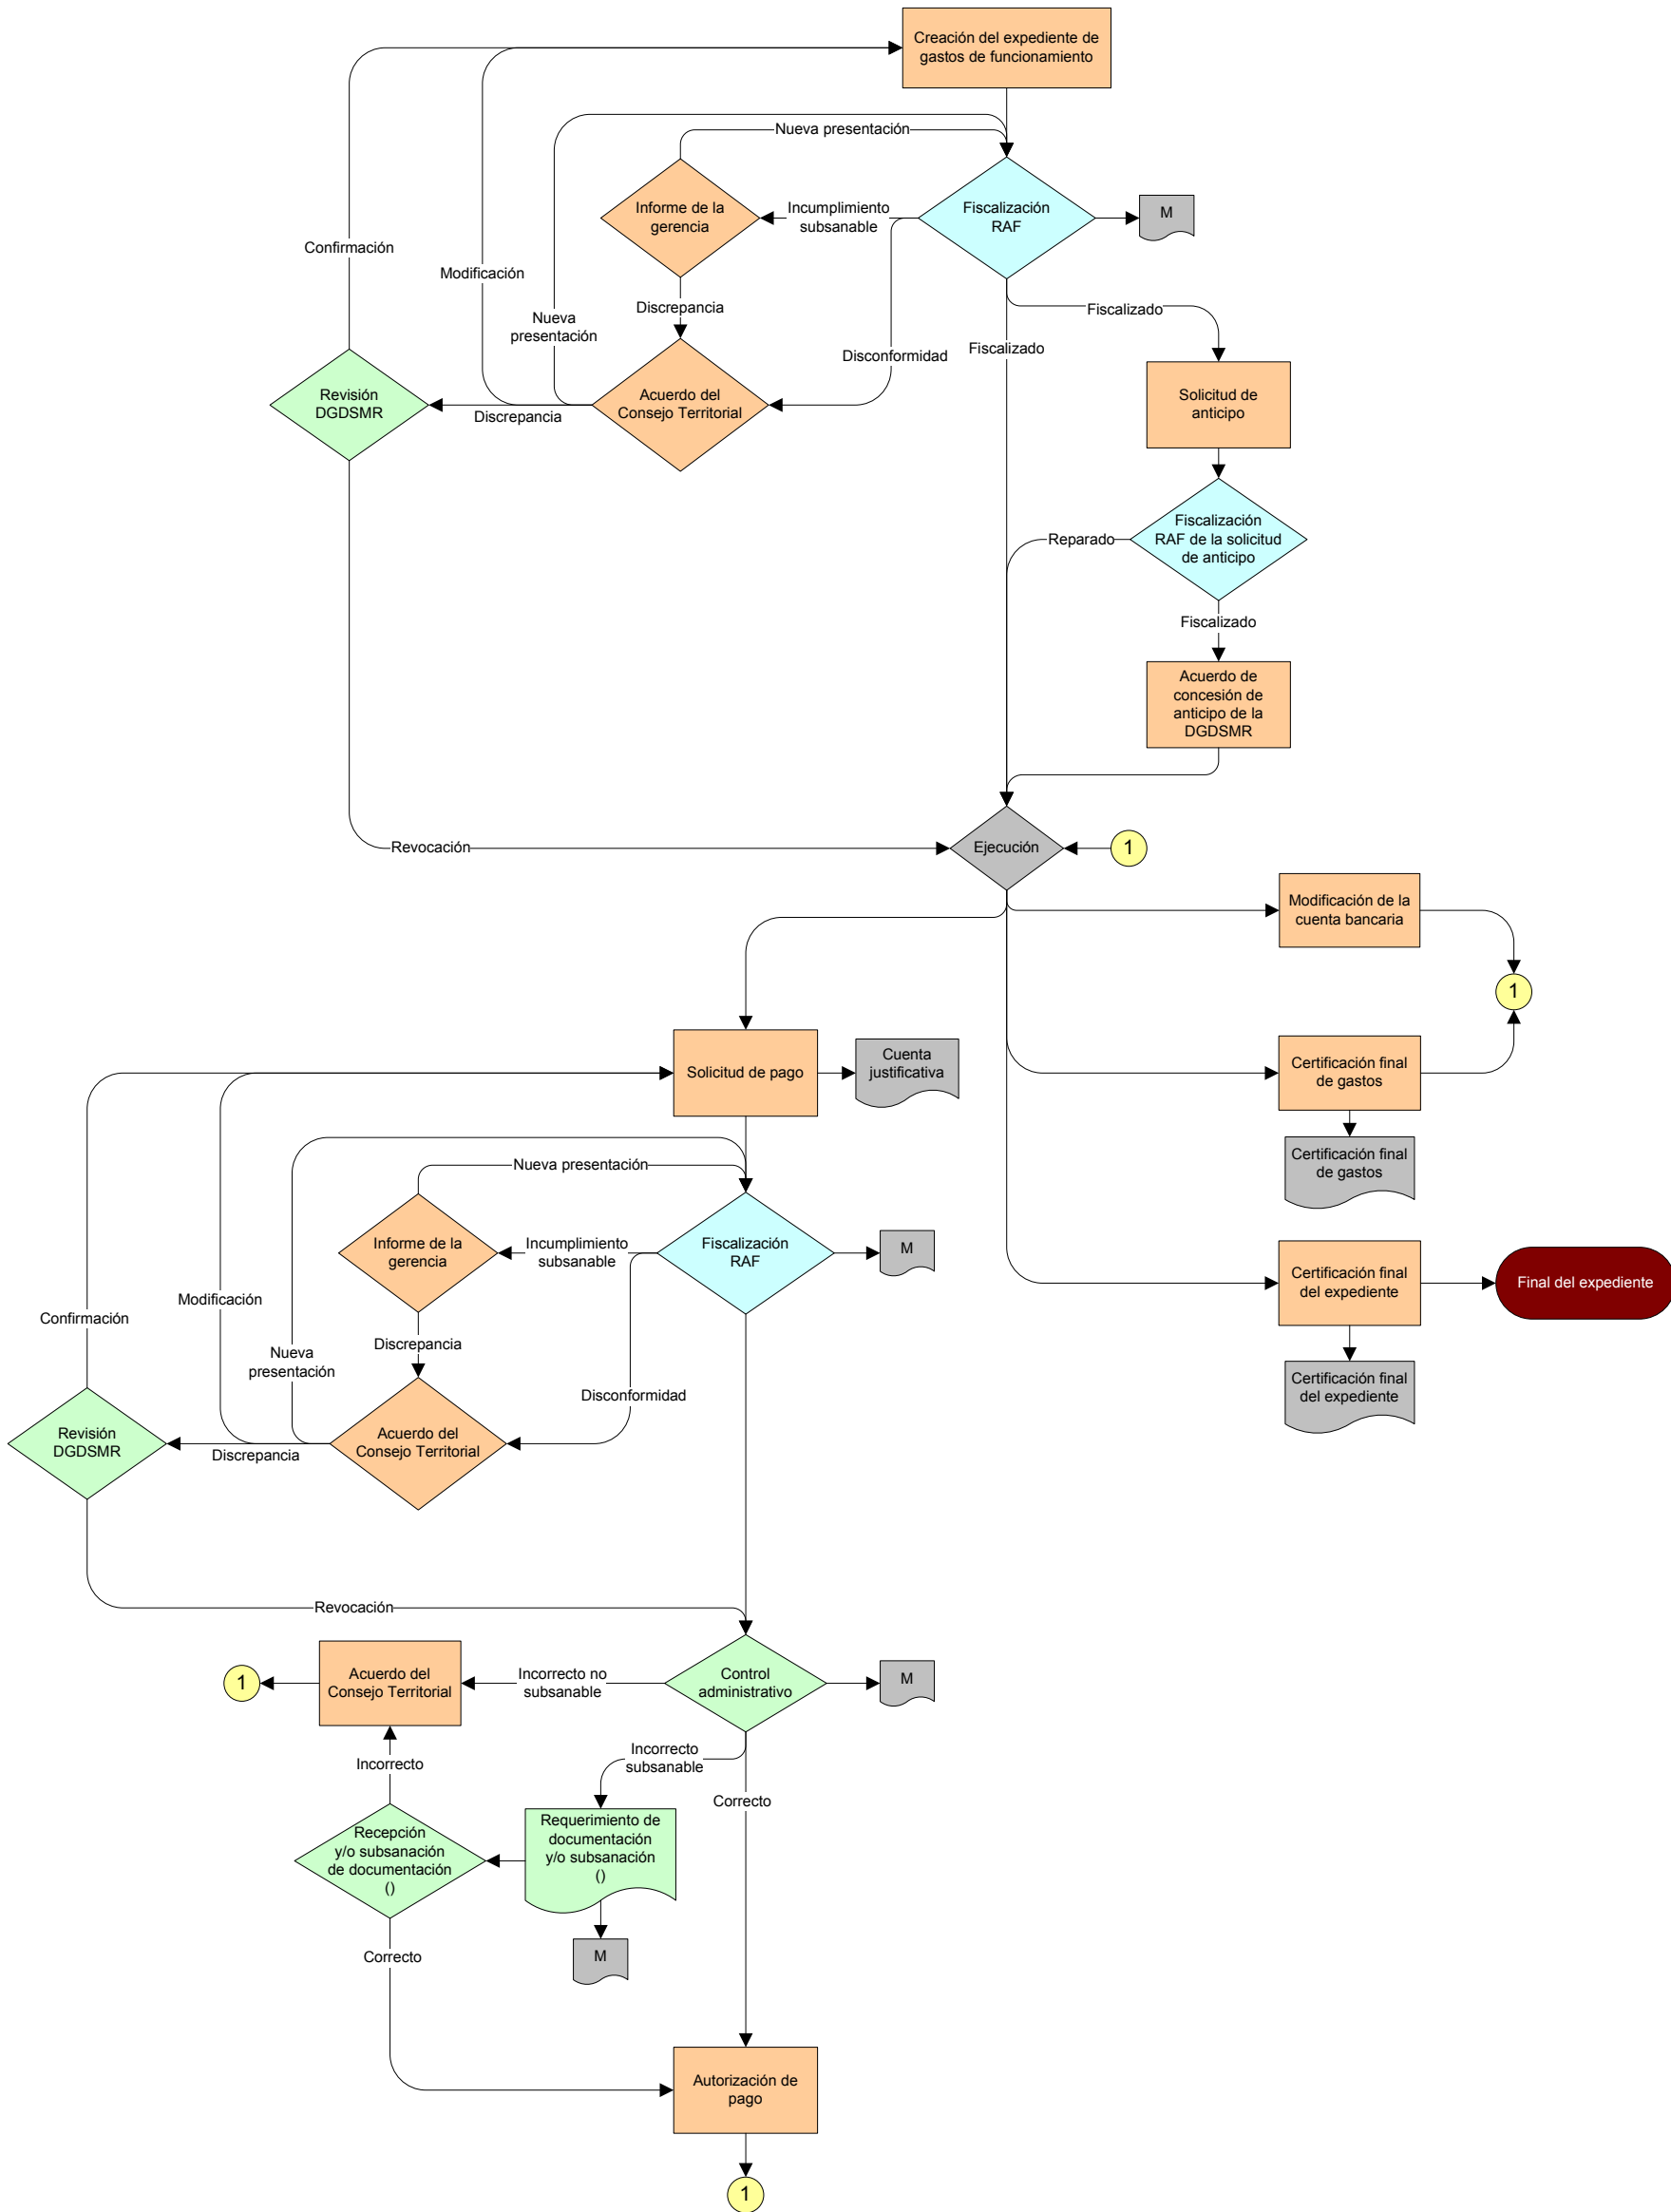 Creación del expediente de
gastos de funcionamiento
Nueva presentación
Informe de la
gerencia
Incumplimiento
subsanable
Fiscalización
RAF
M
Confirmación
Modificación
Discrepancia
Nueva
presentación
Fiscalizado
Disconformidad
Fiscalizado
Revisión
DGDSMR
Discrepancia
Acuerdo del
Consejo Territorial
Solicitud de
anticipo
Reparado
Fiscalización
RAF de la solicitud
de anticipo
Fiscalizado
Acuerdo de
concesión de
anticipo de la
DGDSMR
Revocación
Ejecución
1
Modificación de la
cuenta bancaria
1
Solicitud de pago
Cuenta
justificativa
Certificación final
de gastos
Certificación final
de gastos
Nueva presentación
Informe de la
gerencia
Incumplimiento
subsanable
Fiscalización
RAF
M
Certificación final
del expediente
Final del expediente
Modificación
Confirmación
Discrepancia
Nueva
presentación
Disconformidad
Certificación final
del expediente
Revisión
DGDSMR
Discrepancia
Acuerdo del
Consejo Territorial
Revocación
1
Acuerdo del
Consejo Territorial
Incorrecto no
subsanable
Control
administrativo
M
Incorrecto
Incorrecto
subsanable
Correcto
Recepción
y/o subsanación
de documentación
()
Requerimiento de
documentación
y/o subsanación
()
M
Correcto
Autorización de
pago
1